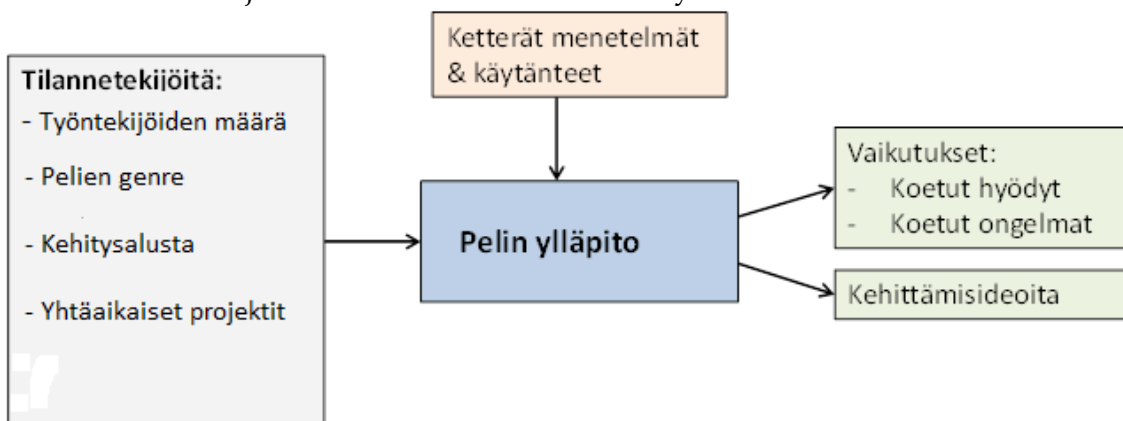 Tilannetekijöitä:
- Työntekijöiden määrä
- Pelien genre
- Kehitysalusta
- Yhtäaikaiset projektit
Ketterät menetelmät
& käytänteet
Pelin ylläpito
Vaikutukset:
- Koetut hyödyt
- Koetut ongelmat
Kehittämisideoita